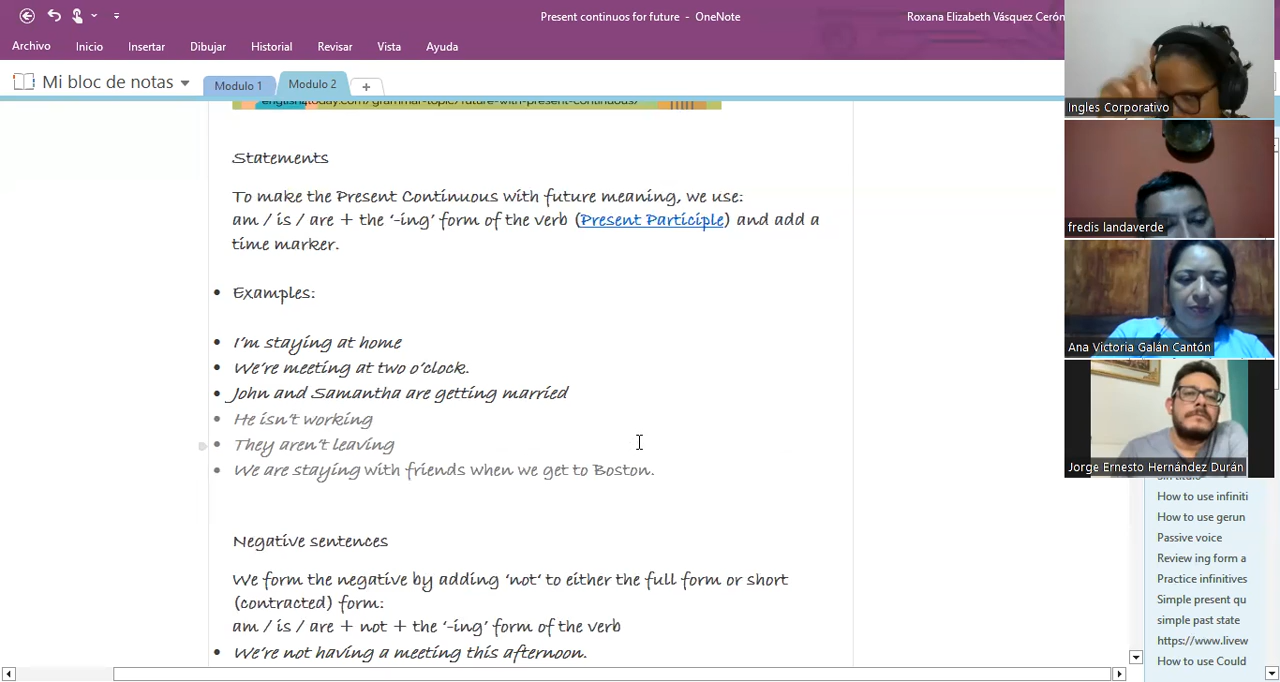 Present continuos for future - OneNote
Roxana Elizabeth Vásquez Cerón
Archivo Inicio Insertar Dibujar Historial Revisar Vista Ayuda
Mi bloc de notas
Modulo 1
Modulo 2
+
Statements
To make the Present Continuous with future meaning, we use:
am / is / are + the '-ing' form of the verb (Present Participle) and add a
time marker.
Examples:
I'm staying at home
We're meeting at two o'clock.
John and Samantha are getting married
He isn't working
They aren't leaving
We are staying with friends when we get to Boston.
Negative sentences
We form the negative by adding 'not' to either the full form or short
(contracted) form:
am / is / are + not + the '-ing' form of the verb
We're not having a meeting this afternoon.
Ingles Corporativo
fredis landaverde
Ana Victoria Galán Cantón
Jorge Ernesto Hernández Durán
How to use infiniti
How to use gerun
Passive voice
Review ing form a
Practice infinitives
Simple present qu
simple past state
https://www.livew
How to use Could